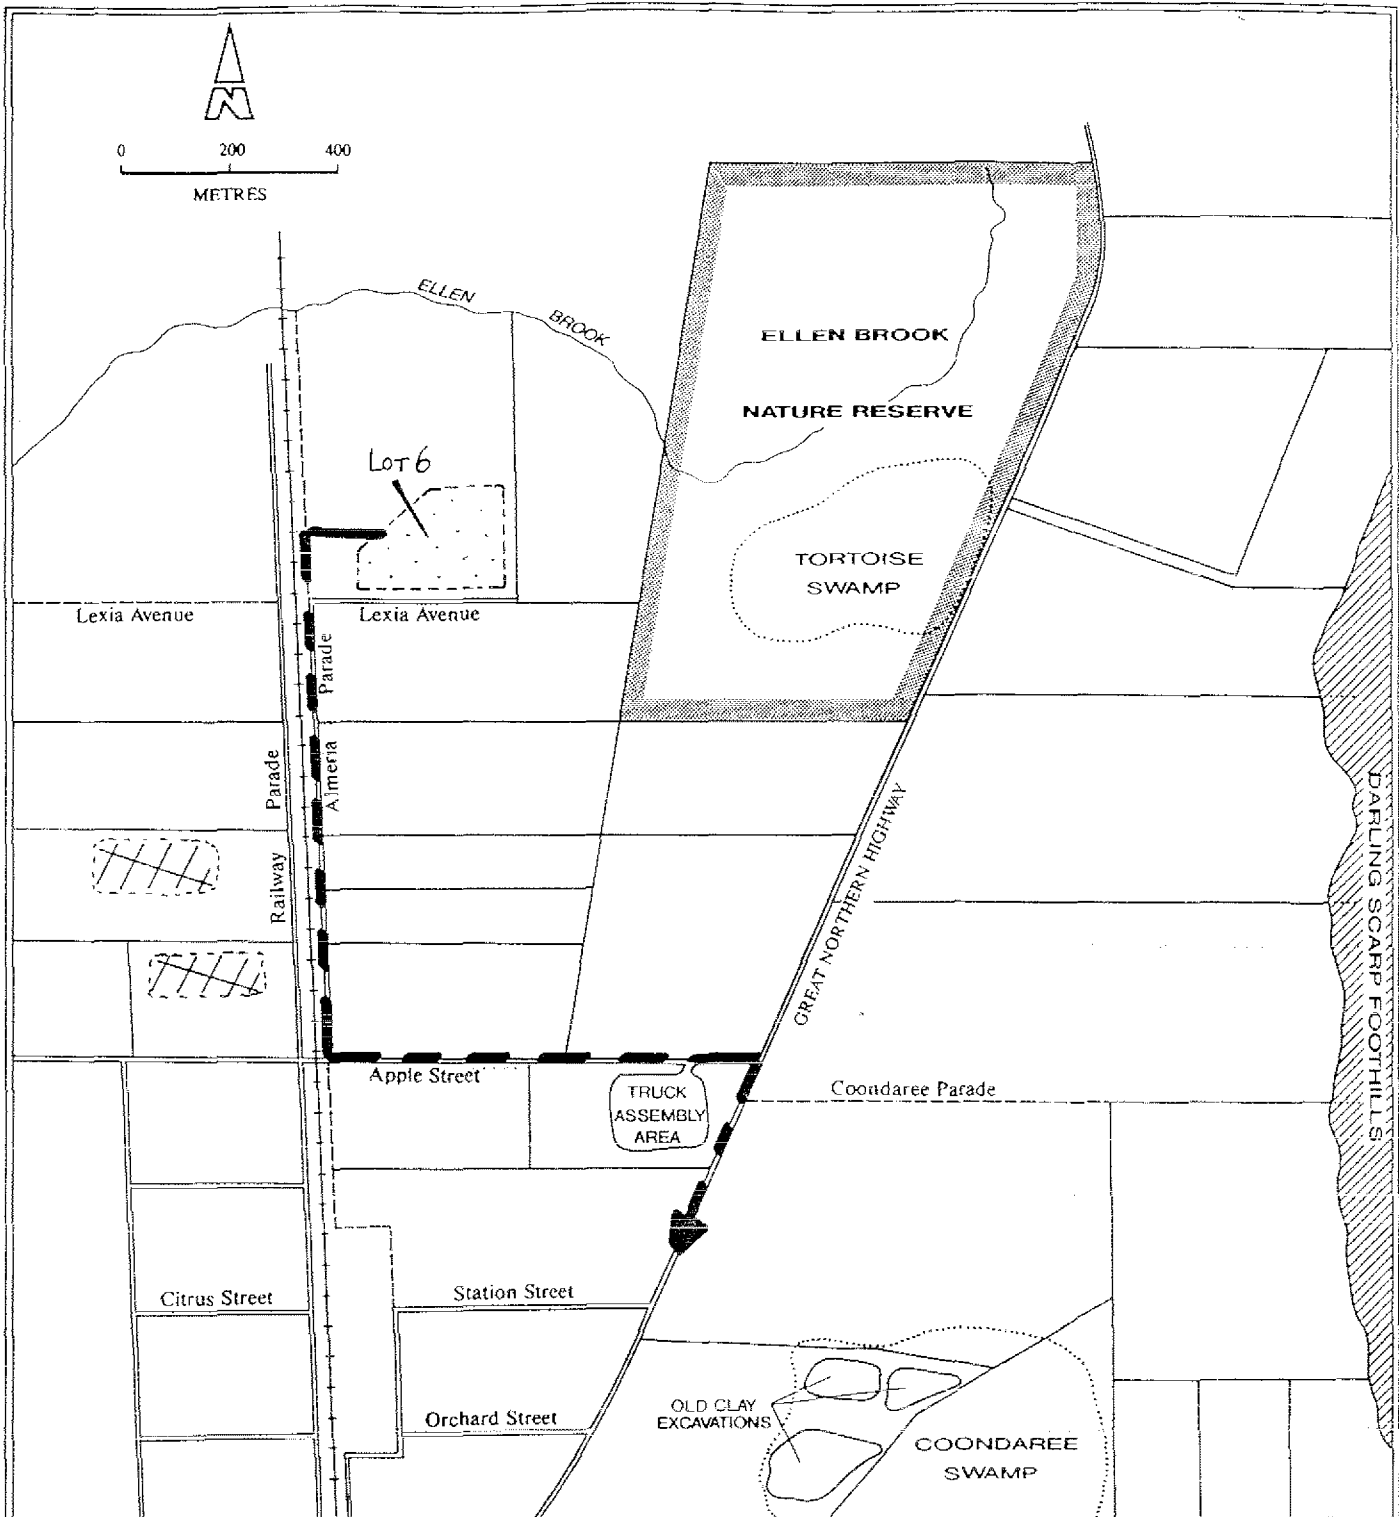 N
0 200 400
METRES
ELLEN
BROOK
ELLEN BROOK
NATURE RESERVE
LOT 6
TORTOISE
SWAMP
Lexia Avenue
Lexia Avenue
Parade
Almeria
Parade
Railway
GREAT NORTHERN HIGHWAY
DARLING SCARP FOOTHILLS
Apple Street
TRUCK
ASSEMBLY
AREA
Coondaree Parade
Citrus Street
Station Street
Orchard Street
OLD CLAY
EXCAVATIONS
COONDAREE
SWAMP